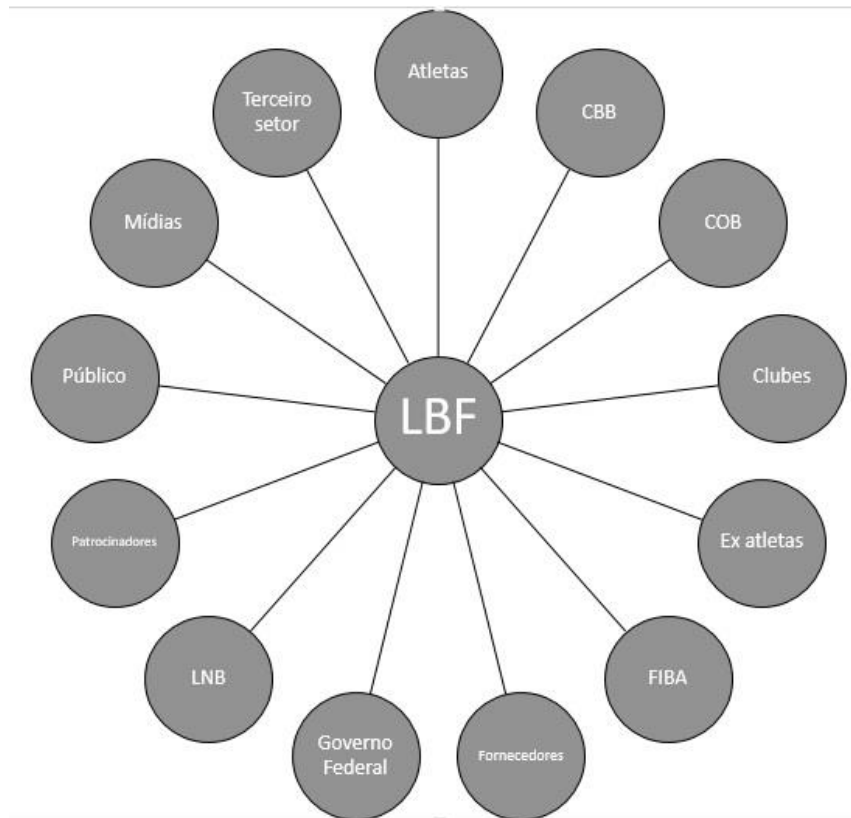 Atletas
CBB
COB
Clubes
Ex atletas
FIBA
Fornecedores
Governo
Federal
LNB
Patrocinadores
Público
Mídias
Terceiro
setor
LBF